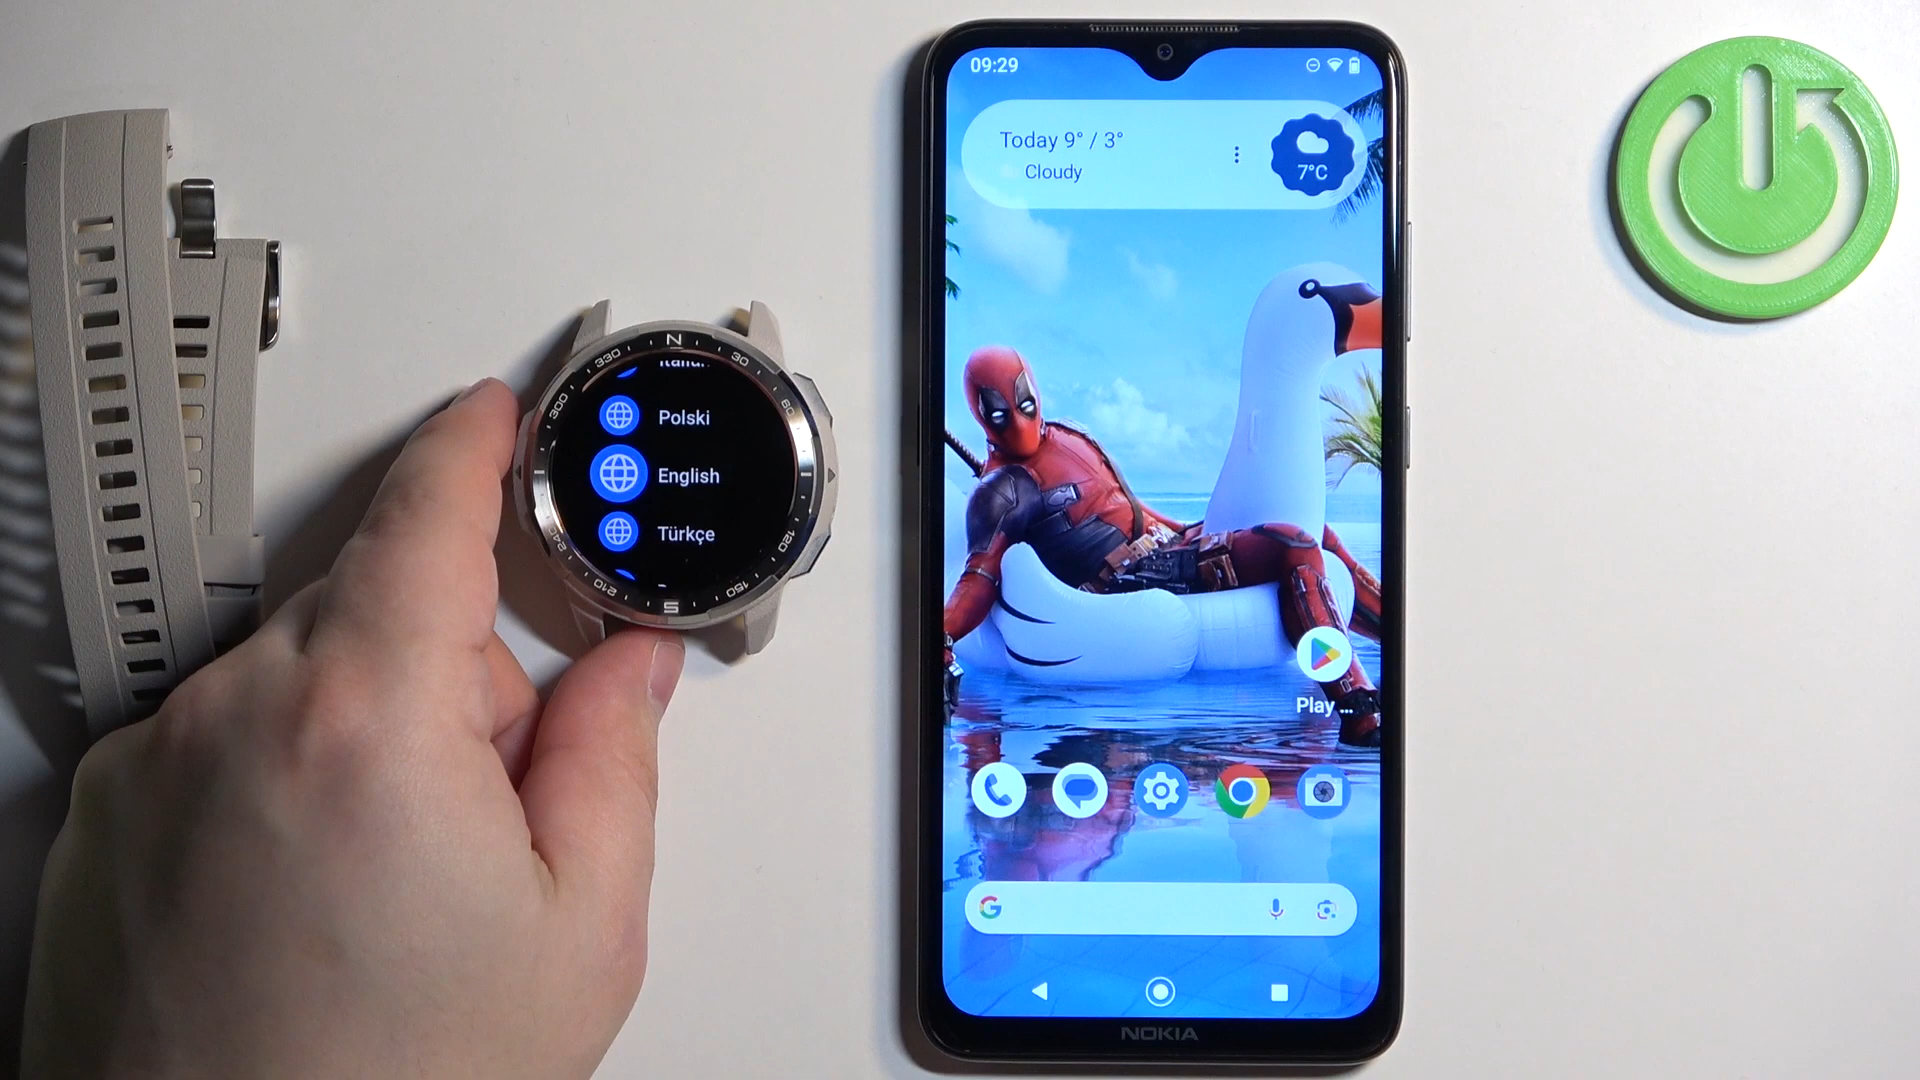 N
330
30
300
60
Polski
English
Türkçe
240
120
210
150
S
09:29
Today 9° / 3°
Cloudy
7°C
Play ...
G
NOKIA